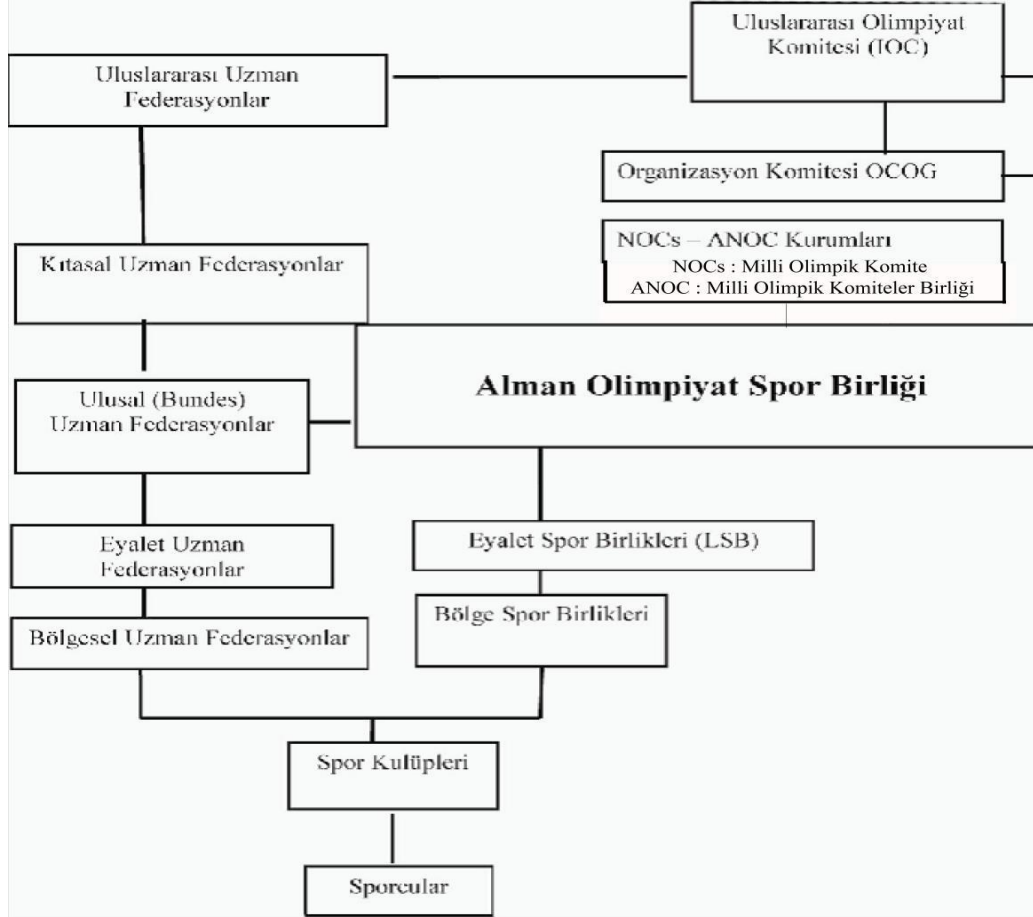 Uluslararası Olimpiyat
Komitesi (IOC)
Uluslararası Uzman
Federasyonlar
Organizasyon Komitesi OCOG
NOCs – ANOC Kurumları
NOCs : Milli Olimpik Komite
ANOC : Milli Olimpik Komiteler Birliği
Kıtasal Uzman Federasyonlar
Alman Olimpiyat Spor Birliği
Ulusal (Bundes)
Uzman Federasyonlar
Eyalet Uzman
Federasyonlar
Eyalet Spor Birlikleri (LSB)
Bölgesel Uzman Federasyonlar
Bölge Spor Birlikleri
Spor Kulüpleri
Sporcular